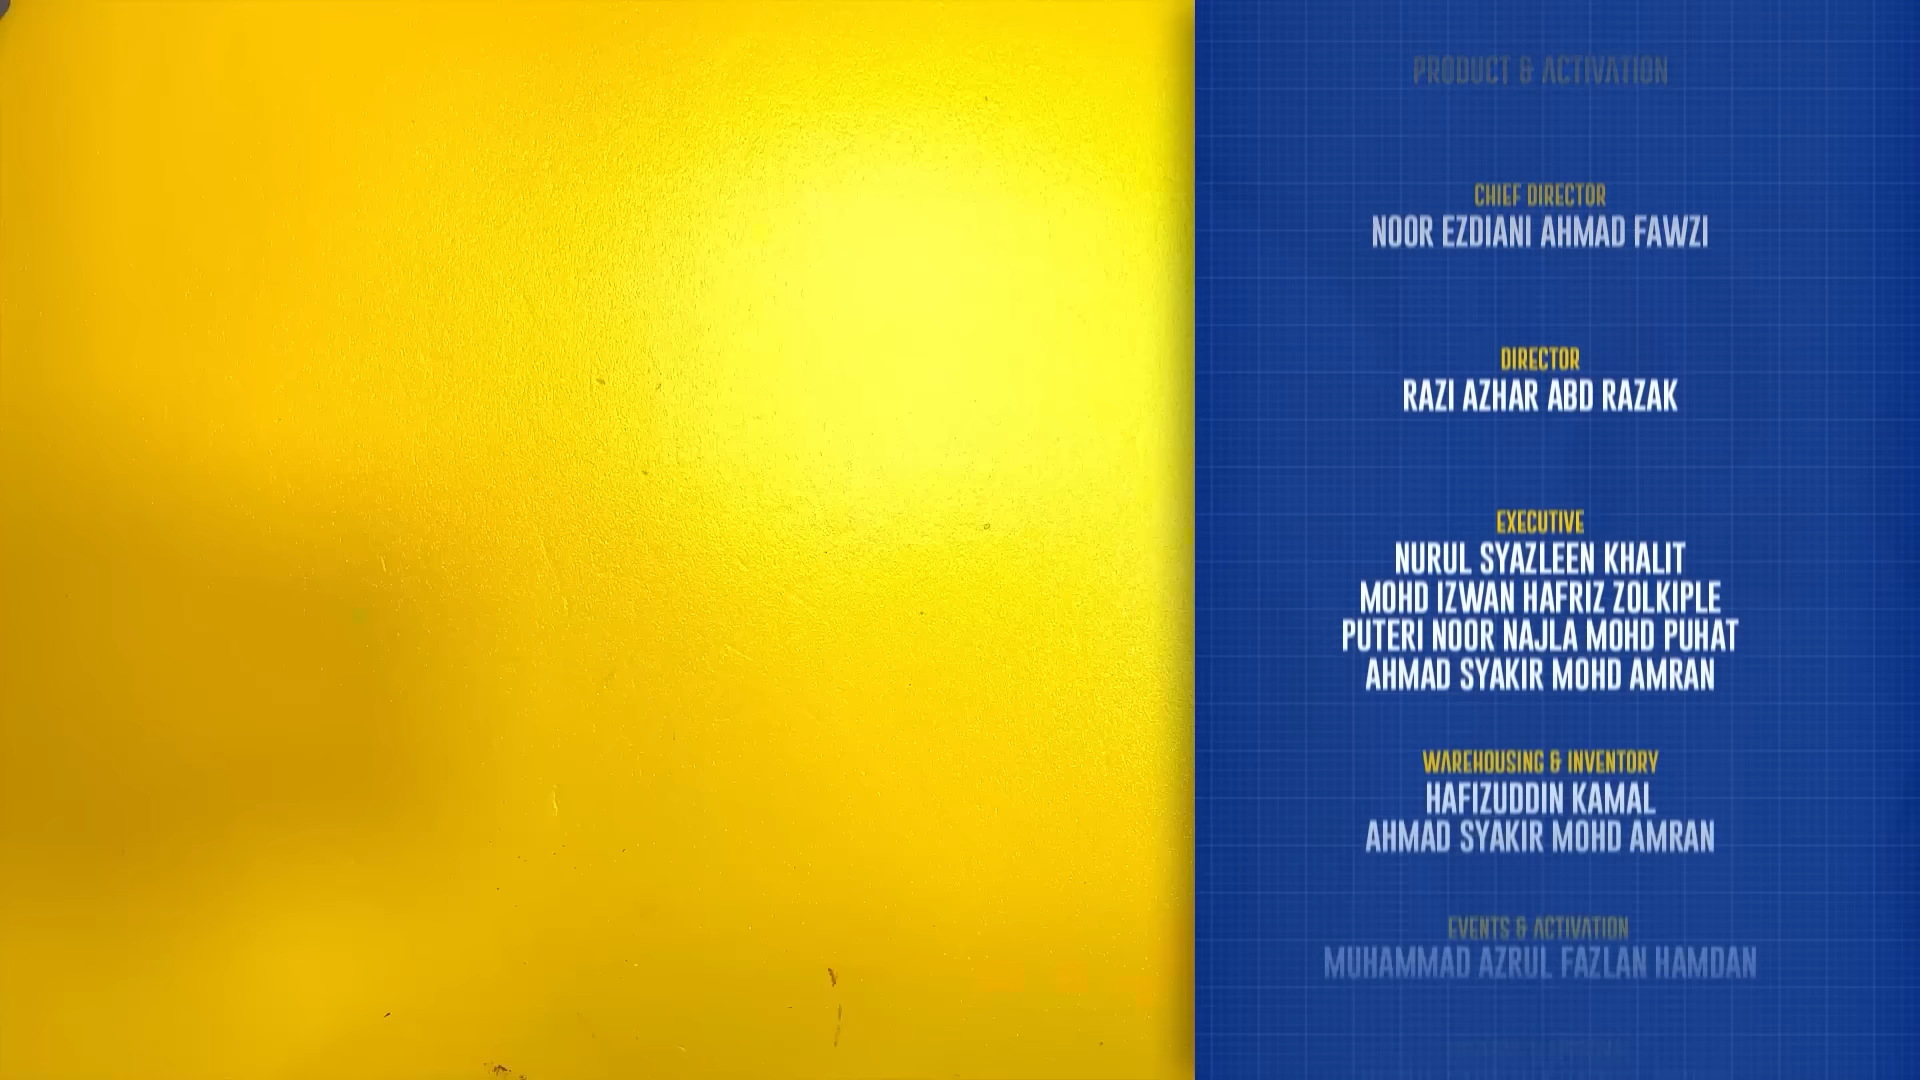 PRODUCT & ACTIVATION
CHIEF DIRECTOR
NOOR EZDIANI AHMAD FAWZI
DIRECTOR
RAZI AZHAR ABD RAZAK
EXECUTIVE
NURUL SYAZLEEN KHALIT
MOHD IZWAN HAFRIZ ZOLKIPLE
PUTERI NOOR NAJLA MOHD PUHAT
AHMAD SYAKIR MOHD AMRAN
WAREHOUSING & INVENTORY
HAFIZUDDIN KAMAL
AHMAD SYAKIR MOHD AMRAN
EVENTS & ACTIVATION
MUHAMMAD AZRUL FAZLAN HAMDAN